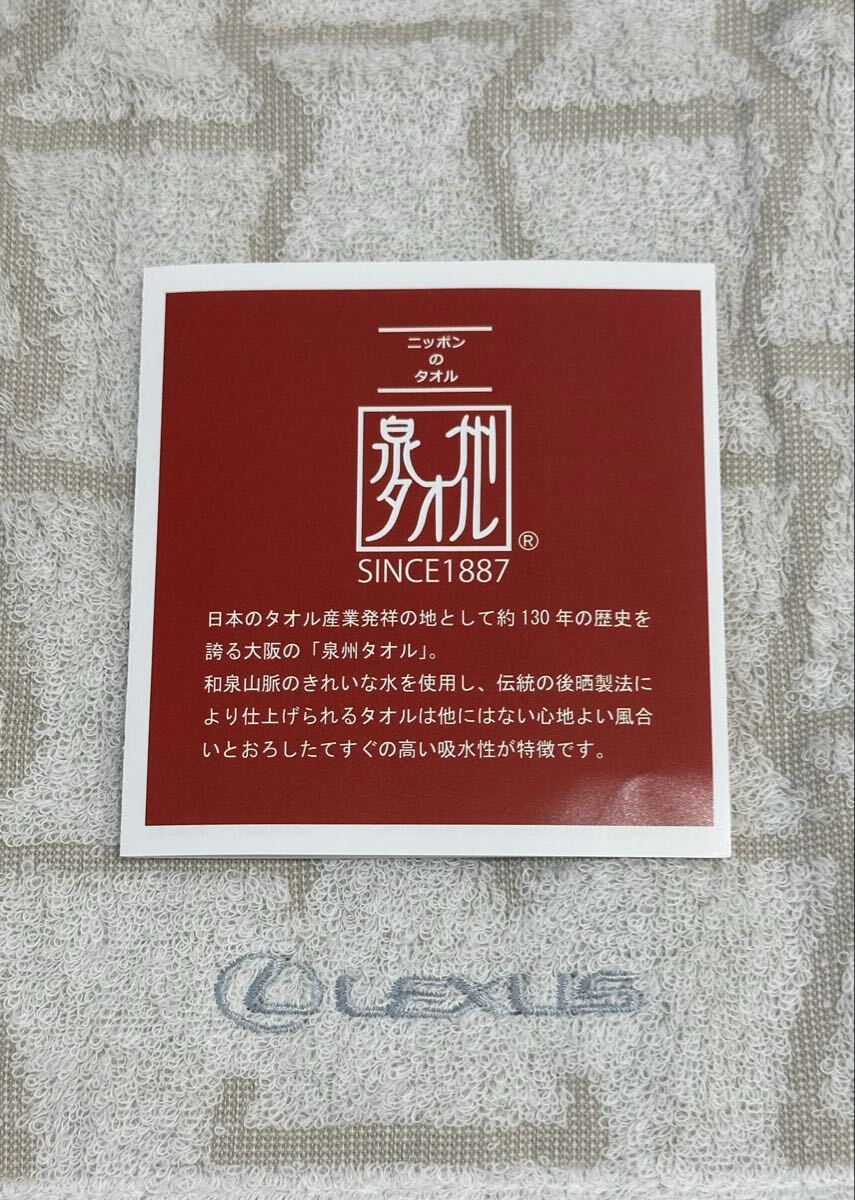 ニッポン
の
タオル
泉州
タオル
®
SINCE1887
日本のタオル産業発祥の地として約130年の歴史を
誇る大阪の「泉州タオル」。
和泉山脈のきれいな水を使用し、伝統の後晒製法に
より仕上げられるタオルは他にはない心地よい風合
いとおろしたてすぐの高い吸水性が特徴です。
LEXUS